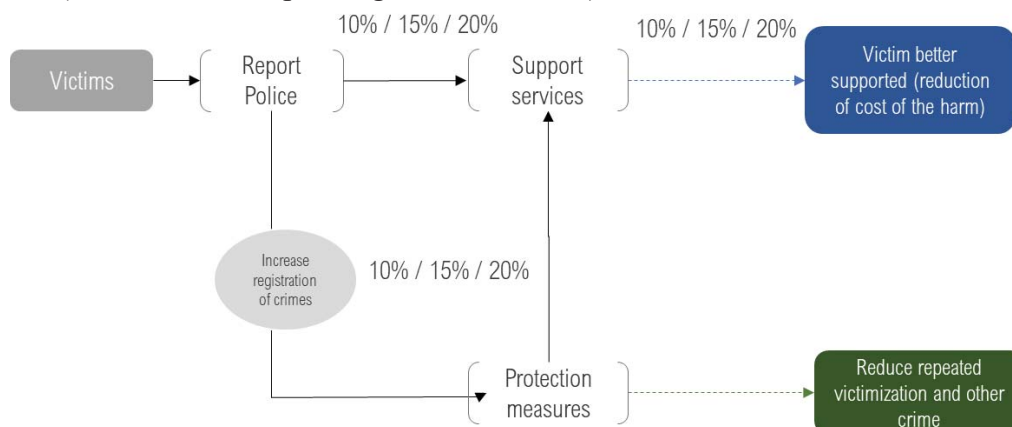 10% / 15% / 20%
10% / 15% / 20%
Victims
Report
Police
Support
services
Victim better
supported (reduction
of cost of the harm)
Increase
registration
of crimes
10% / 15% / 20%
Protection
measures
Reduce repeated
victimization and other
crime